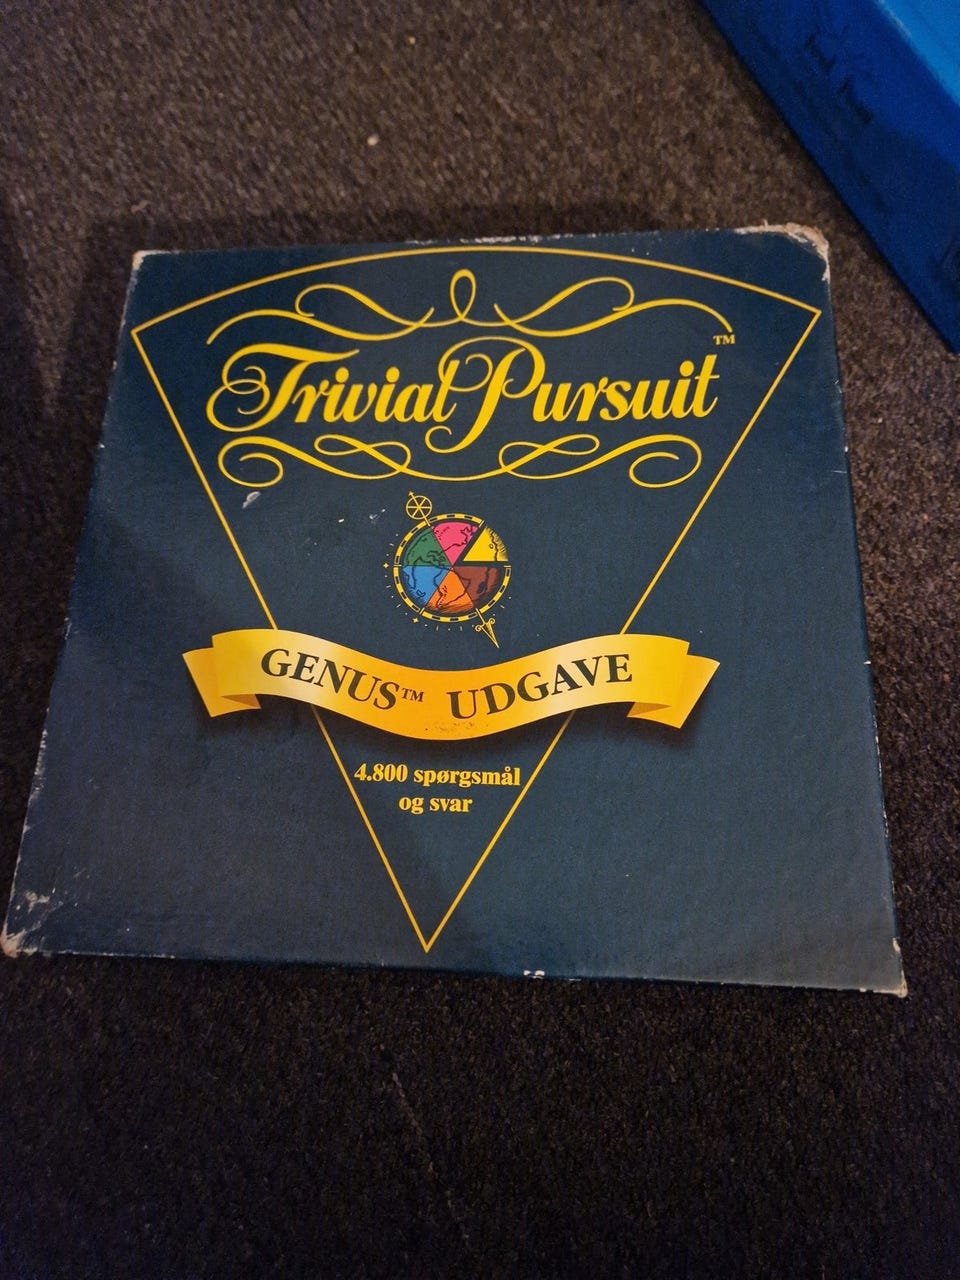 Trivial Pursuit™
GENUS™ UDGAVE
4.800 spørgsmål
og svar